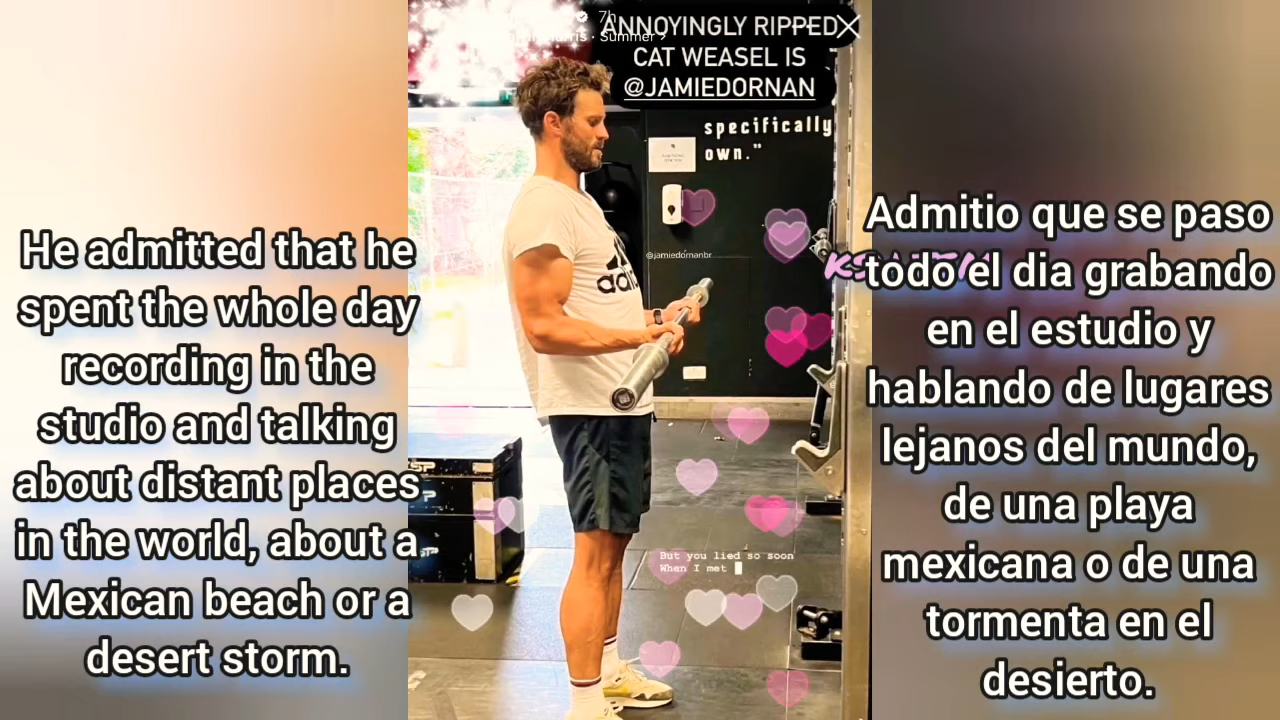 7h
Summer >
ANNOYINGLY RIPPED
CAT WEASEL IS
@JAMIEDORNAN
specifically
own."
@jamiedornanbr
adidas
But you lied so soon
When I met
He admitted that he
spent the whole day
recording in the
studio and talking
about distant places
in the world, about a
Mexican beach or a
desert storm.
Admitio que se paso
todo el dia grabando
en el estudio y
hablando de lugares
lejanos del mundo,
de una playa
mexicana o de una
tormenta en el
desierto.